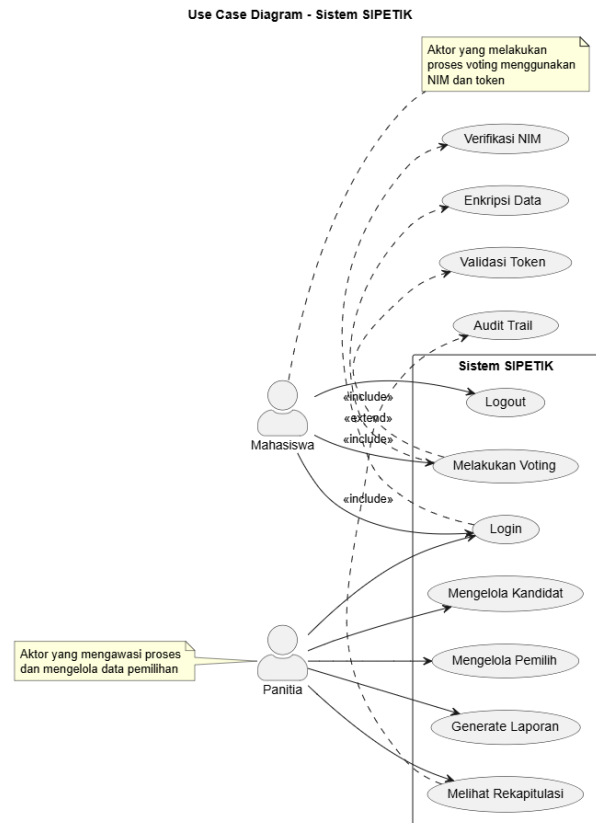 Use Case Diagram - Sistem SIPETIK
Aktor yang melakukan
proses voting menggunakan
NIM dan token
Verifikasi NIM
Enkripsi Data
Validasi Token
Audit Trail
Sistem SIPETIK
Logout
«include»
«extend»
«include»
Mahasiswa
Melakukan Voting
«include»
Login
Mengelola Kandidat
Aktor yang mengawasi proses
dan mengelola data pemilihan
Panitia
Mengelola Pemilih
Generate Laporan
Melihat Rekapitulasi